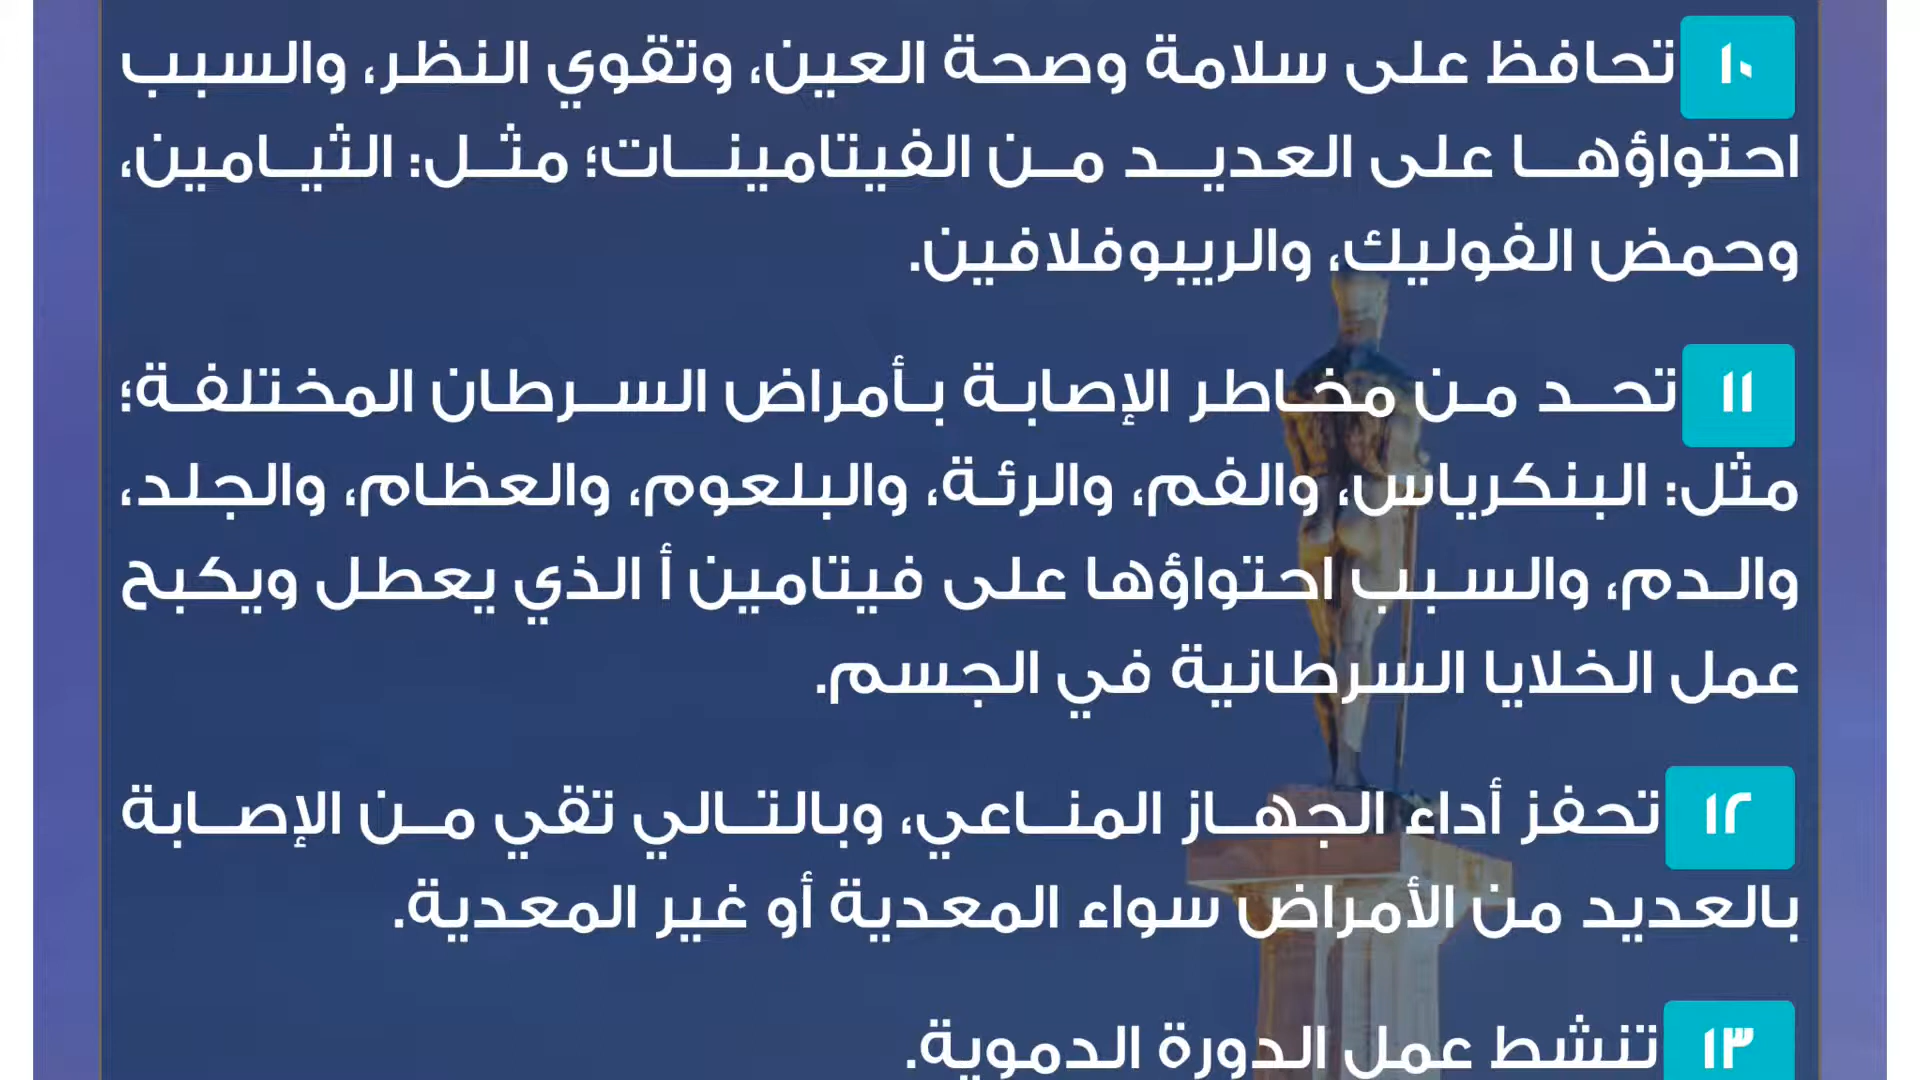 ١٠ تحافظ على سلامة وصحة العين، وتقوي النظر، والسبب
احتواؤها على العديد من الفيتامينات؛ مثل: الثيامين،
وحمض الفوليك، والريبوفلافين.
١١ تحد من مخاطر الإصابة بأمراض السرطان المختلفة؛
مثل: البنكرياس، والفم، والرئة، والبلعوم، والعظام، والجلد،
والدم، والسبب احتواؤها على فيتامين أ الذي يعطل ويكبح
عمل الخلايا السرطانية في الجسم.
١٢ تحفز أداء الجهاز المناعي، وبالتالي تقي من الإصابة
بالعديد من الأمراض سواء المعدية أو غير المعدية.
١٣ تنشط عمل الدورة الدموية.